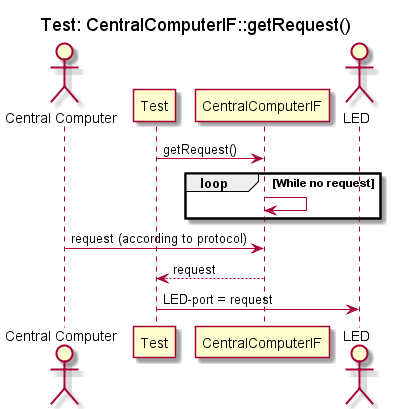 Test: CentralComputerIF::getRequest()
Central Computer
Test
CentralComputerIF
LED
getRequest()
loop
[While no request]
request (according to protocol)
request
LED-port = request
Central Computer
Test
CentralComputerIF
LED